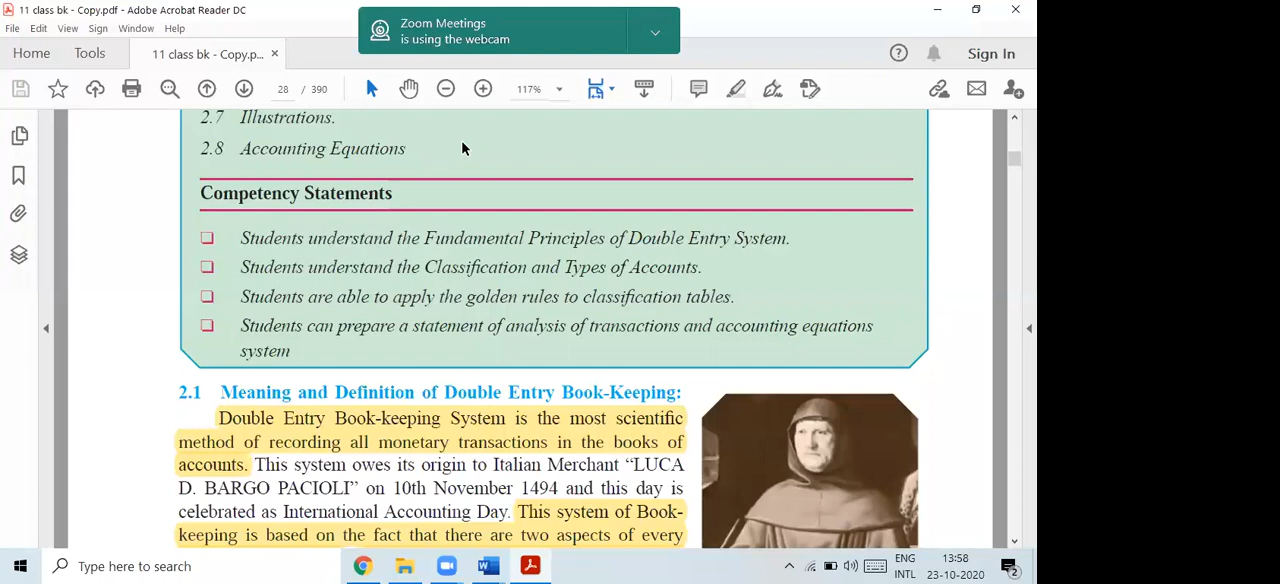 11 class bk - Copy.pdf - Adobe Acrobat Reader DC
File Edit View Sign Window Help
Zoom Meetings
is using the webcam
Home Tools 11 class bk - Copy.p... × Sign In
28 / 390 117%
2.7 Illustrations.
2.8 Accounting Equations
Competency Statements
❑ Students understand the Fundamental Principles of Double Entry System.
❑ Students understand the Classification and Types of Accounts.
❑ Students are able to apply the golden rules to classification tables.
❑ Students can prepare a statement of analysis of transactions and accounting equations
system
2.1 Meaning and Definition of Double Entry Book-Keeping:
Double Entry Book-keeping System is the most scientific
method of recording all monetary transactions in the books of
accounts. This system owes its origin to Italian Merchant “LUCA
D. BARGO PACIOLI” on 10th November 1494 and this day is
celebrated as International Accounting Day. This system of Book-
keeping is based on the fact that there are two aspects of every
Type here to search
ENG
INTL
13:58
23-10-2020
2